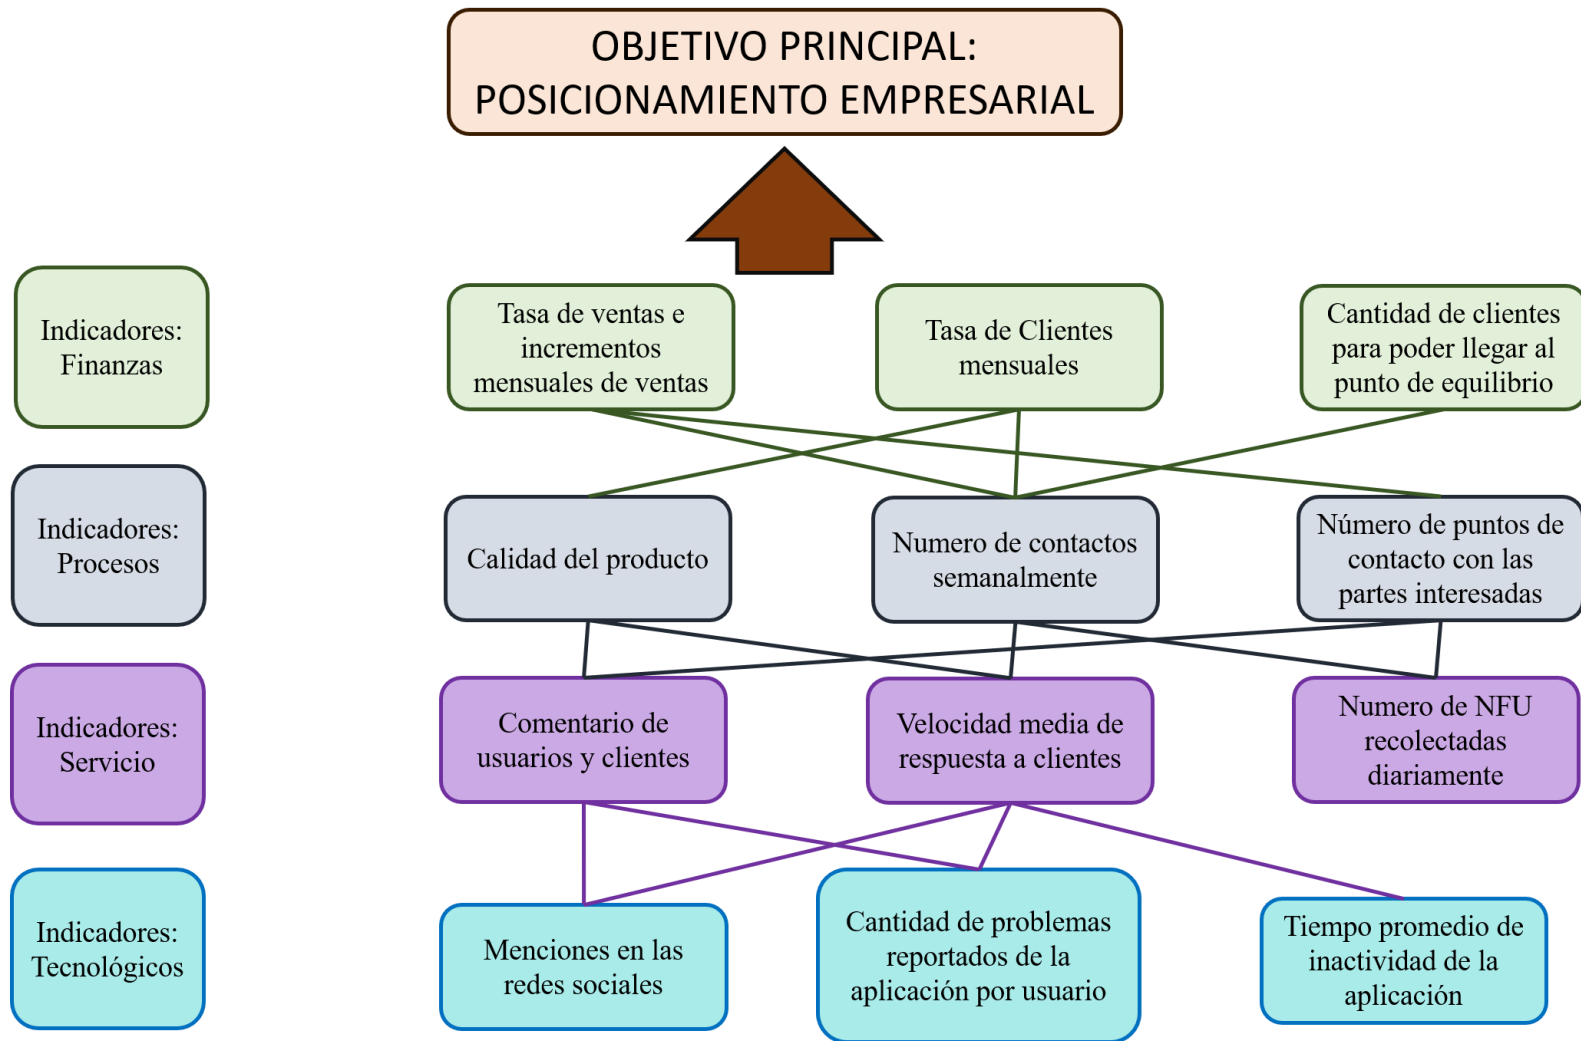 OBJETIVO PRINCIPAL:
POSICIONAMIENTO EMPRESARIAL
Indicadores:
Finanzas
Tasa de ventas e
incrementos
mensuales de ventas
Tasa de Clientes
mensuales
Cantidad de clientes
para poder llegar al
punto de equilibrio
Indicadores:
Procesos
Calidad del producto
Numero de contactos
semanalmente
Número de puntos de
contacto con las
partes interesadas
Indicadores:
Servicio
Comentario de
usuarios y clientes
Velocidad media de
respuesta a clientes
Numero de NFU
recolectadas
diariamente
Indicadores:
Tecnológicos
Menciones en las
redes sociales
Cantidad de problemas
reportados de la
aplicación por usuario
Tiempo promedio de
inactividad de la
aplicación